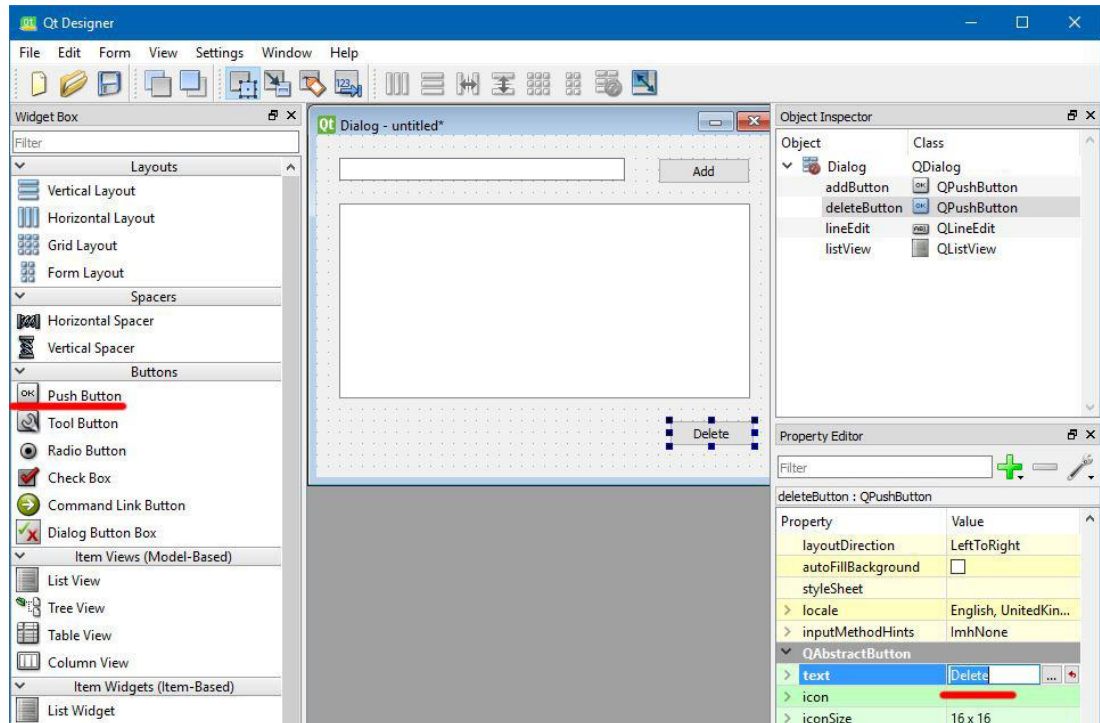 Qt Designer
File Edit Form View Settings Window Help
123
Widget Box
Filter
Layouts
Vertical Layout
Horizontal Layout
Grid Layout
Form Layout
Spacers
Horizontal Spacer
Vertical Spacer
Buttons
OK Push Button
Tool Button
Radio Button
Check Box
Command Link Button
Dialog Button Box
Item Views (Model-Based)
List View
Tree View
Table View
Column View
Item Widgets (Item-Based)
List Widget
Qt Dialog - untitled*
Add
Delete
Object Inspector
Object Class
Dialog QDialog
addButton OK QPushButton
deleteButton OK QPushButton
lineEdit QLineEdit
listView QListView
Property Editor
Filter
deleteButton : QPushButton
Property Value
layoutDirection LeftToRight
autoFillBackground
styleSheet
locale English, UnitedKin...
inputMethodHints ImhNone
QAbstractButton
text Delete ...
icon
iconSize 16 x 16